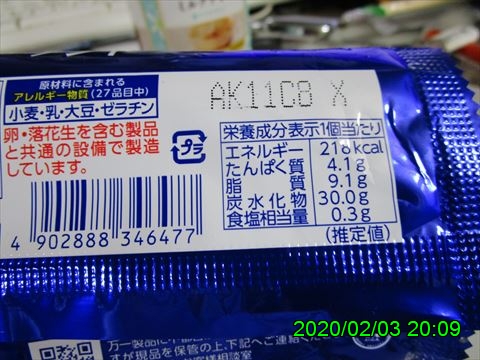 原材料に含まれる
アレルギー物質(27品目中)
小麦・乳・大豆・ゼラチン
卵・落花生を含む製品
と共通の設備で製造
しています。
プラ
AK11C8 X
栄養成分表示1個当たり
エネルギー 218kcal
たんぱく質 4.1g
脂質 9.1g
炭水化物 30.0g
食塩相当量 0.3g
(推定値)
4 902888 346477
2020/02/03 20:09